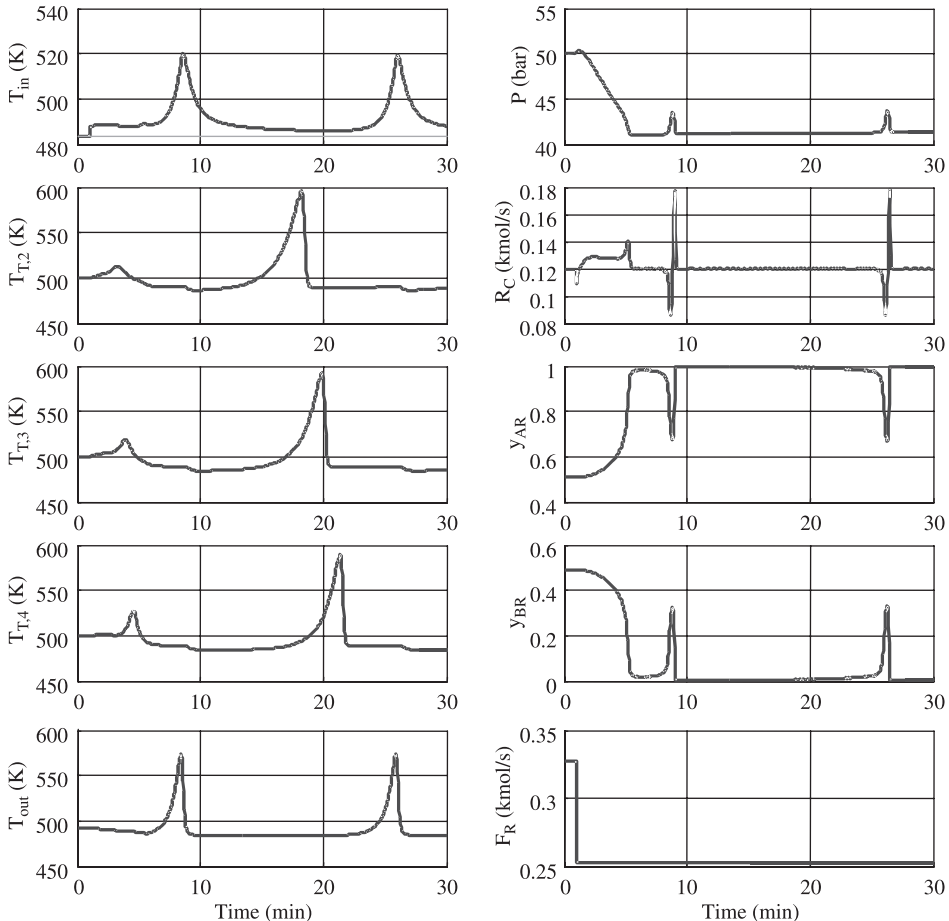 540
520
500
480
T_in (K)
0 10 20 30
55
50
45
40
P (bar)
0 10 20 30
600
550
500
450
T_T,2 (K)
0 10 20 30
0.18
0.16
0.14
0.12
0.1
0.08
R_C (kmol/s)
0 10 20 30
600
550
500
450
T_T,3 (K)
0 10 20 30
1
0.8
0.6
0.4
y_AR
0 10 20 30
600
550
500
450
T_T,4 (K)
0 10 20 30
0.6
0.4
0.2
0
y_BR
0 10 20 30
600
550
500
450
T_out (K)
0 10 20 30
Time (min)
0.35
0.3
0.25
F_R (kmol/s)
0 10 20 30
Time (min)